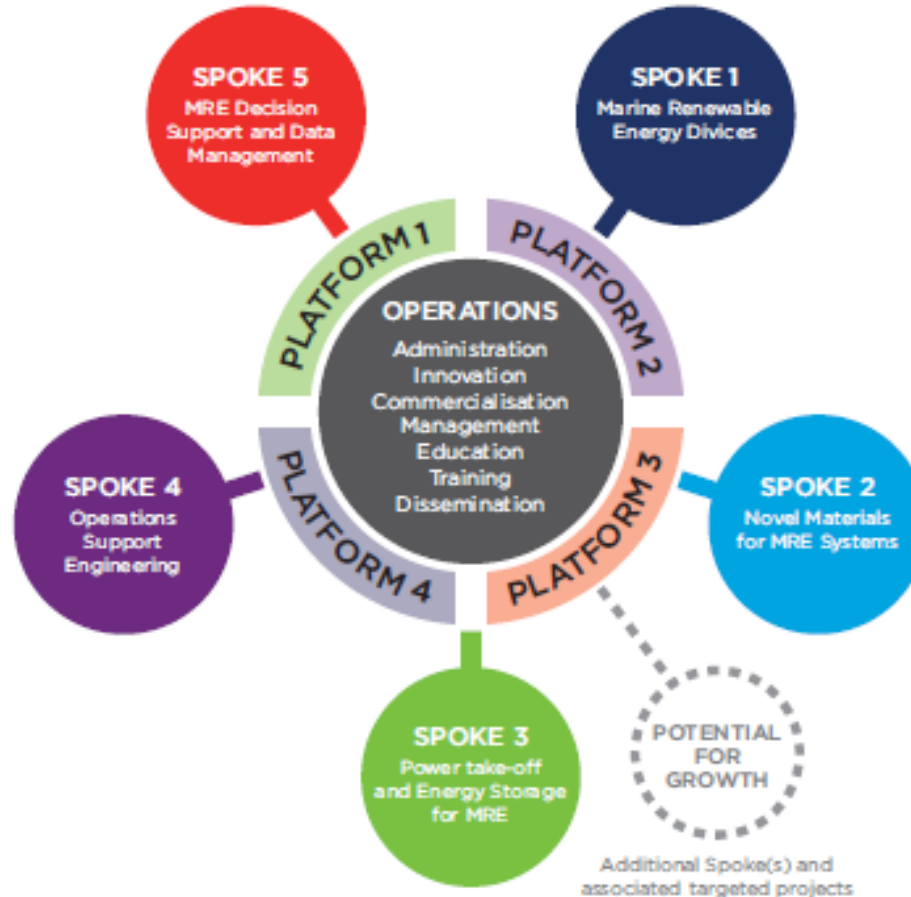 SPOKE 5
MRE Decision
Support and Data
Management
SPOKE 1
Marine Renewable
Energy Divices
PLATFORM 1
PLATFORM 2
OPERATIONS
Administration
Innovation
Commercialisation
Management
Education
Training
Dissemination
SPOKE 4
Operations
Support
Engineering
PLATFORM 4
PLATFORM 3
SPOKE 2
Novel Materials
for MRE Systems
SPOKE 3
Power take-off
and Energy Storage
for MRE
POTENTIAL
FOR
GROWTH
Additional Spoke(s) and
associated targeted projects